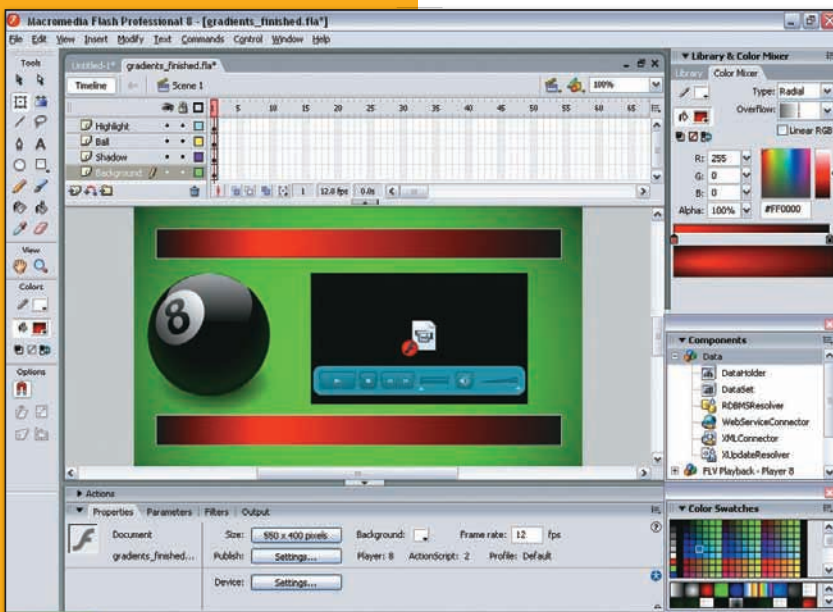 Macromedia Flash Professional 8 - [gradients_finished.fla*]
File Edit View Insert Modify Text Commands Control Window Help
Tools
View
Colors
Options
Untitled-1* gradients_finished.fla*
Timeline Scene 1 100%
1 5 10 15 20 25 30 35 40 45 50 55 60 65
Highlight
Ball
Shadow
Background
1 12.0 fps 0.0s
8
Actions
Properties Parameters Filters Output
Document Size: 550 x 400 pixels Background: Frame rate: 12 fps
gradients_finished... Publish: Settings... Player: 8 ActionScript: 2 Profile: Default
Device: Settings...
Library & Color Mixer
Library Color Mixer
Type: Radial
Overflow:
Linear RGB
R: 255
G: 0
B: 0
Alpha: 100% #FF0000
Components
Data
DataHolder
DataSet
RDBMSResolver
WebServiceConnector
XMLConnector
XUpdateResolver
FLV Playback - Player 8
Color Swatches